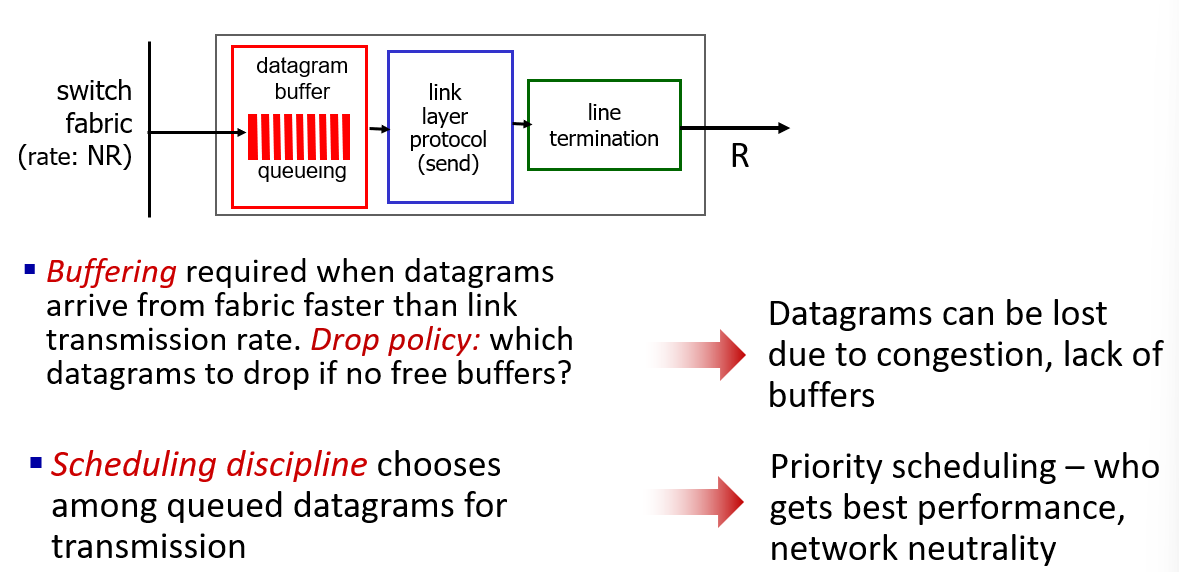 switch
fabric
(rate: NR)
datagram
buffer
queueing
link
layer
protocol
(send)
line
termination
R
Buffering required when datagrams
arrive from fabric faster than link
transmission rate. Drop policy: which
datagrams to drop if no free buffers?
Datagrams can be lost
due to congestion, lack of
buffers
Scheduling discipline chooses
among queued datagrams for
transmission
Priority scheduling – who
gets best performance,
network neutrality